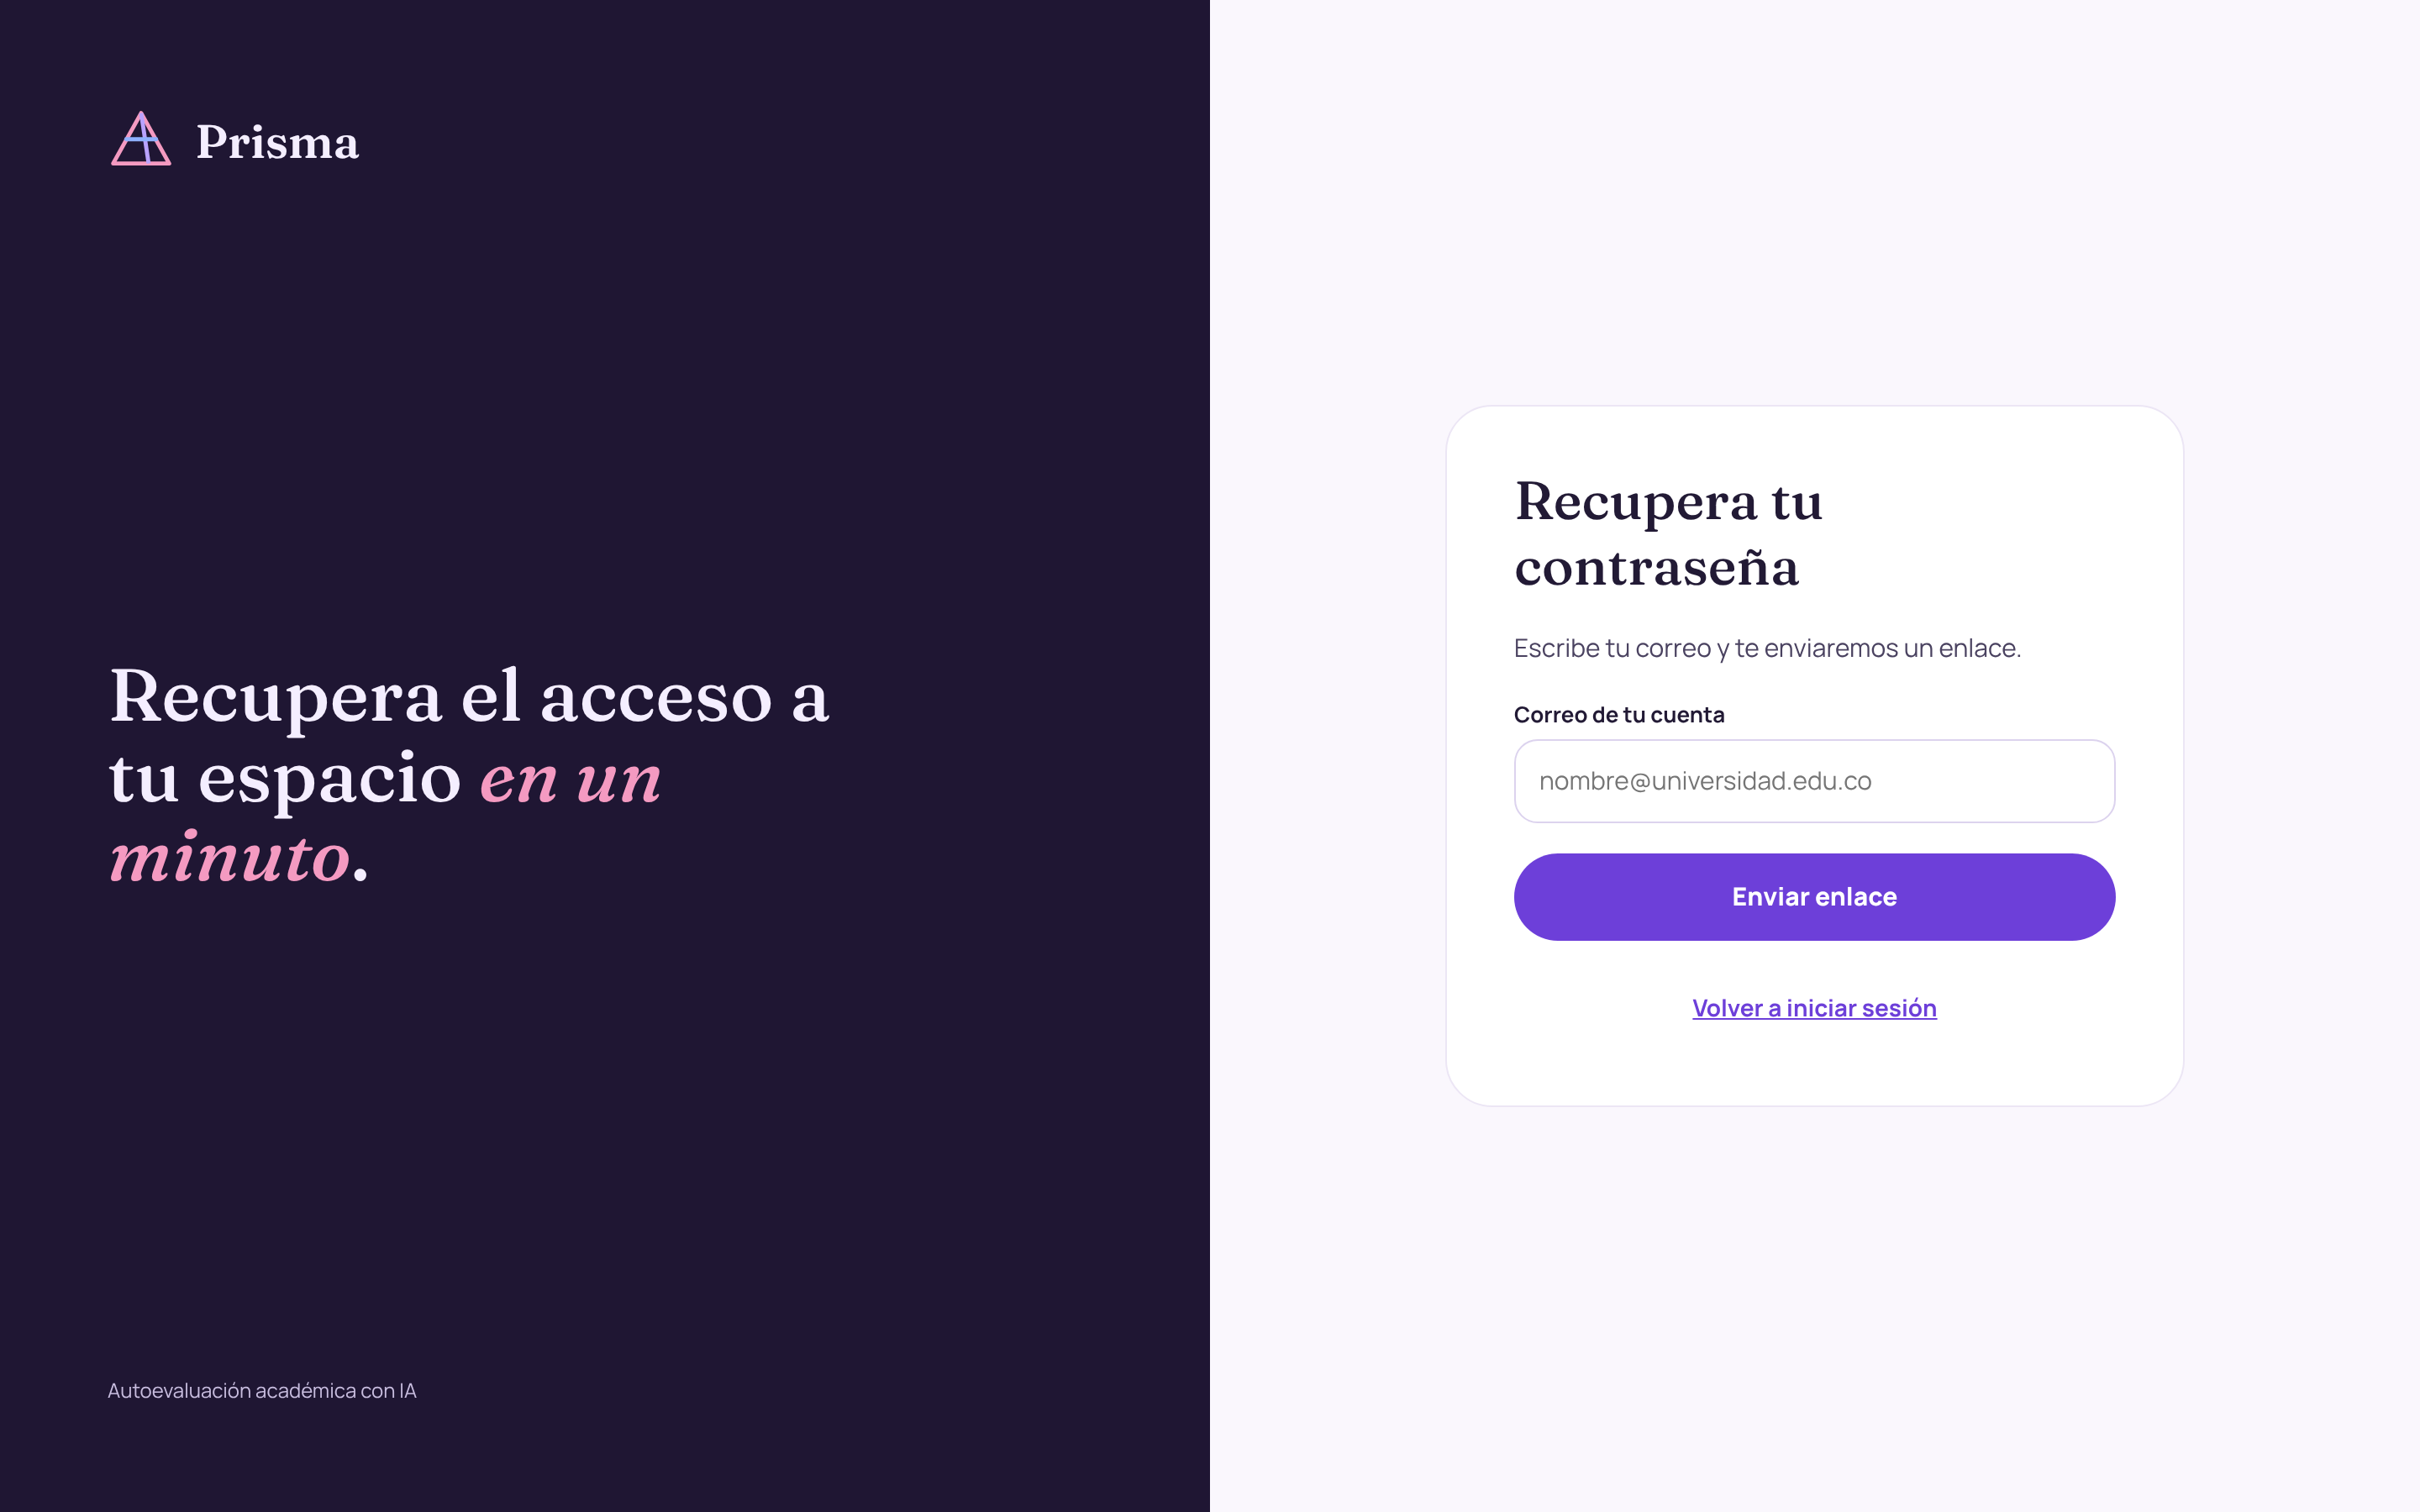 Prisma
Recupera el acceso a
tu espacio en un
minuto.
Autoevaluación académica con IA
Recupera tu
contraseña
Escribe tu correo y te enviaremos un enlace.
Correo de tu cuenta
nombre@universidad.edu.co
Enviar enlace
Volver a iniciar sesión